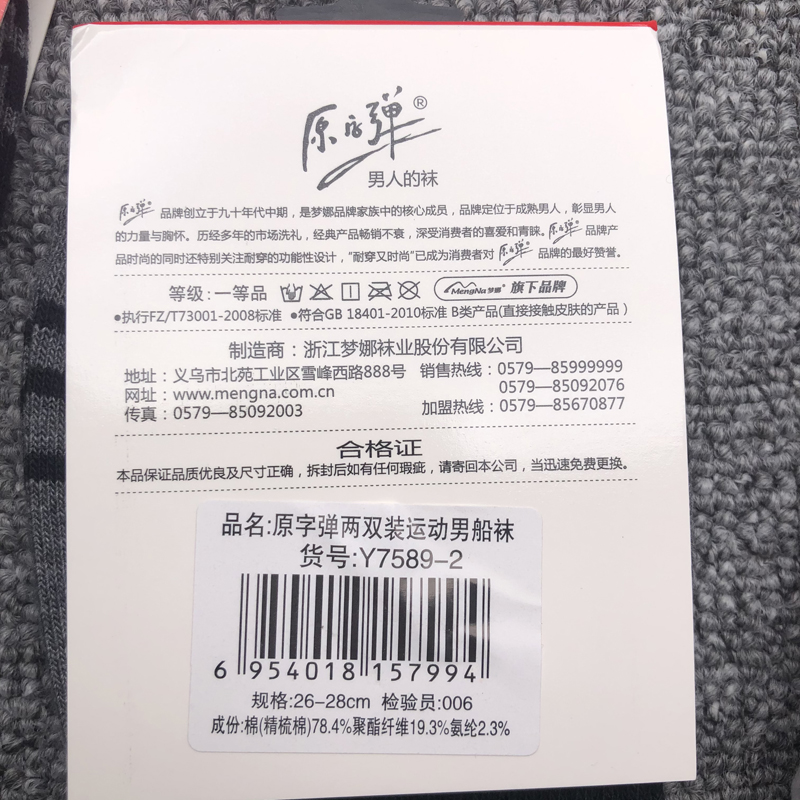 原字弹®
男人的袜
原字弹 品牌创立于九十年代中期，是梦娜品牌家族中的核心成员，品牌定位于成熟男人，彰显男人
的力量与胸怀。历经多年的市场洗礼，经典产品畅销不衰，深受消费者的喜爱和青睐。原字弹 品牌产
品时尚的同时还特别关注耐穿的功能性设计，“耐穿又时尚”已成为消费者对 原字弹 品牌的最好赞誉。
等级：一等品 MengNa 梦娜® 旗下品牌
●执行FZ/T73001-2008标准 ●符合GB 18401-2010标准 B类产品(直接接触皮肤的产品）
制造商：浙江梦娜袜业股份有限公司
地址：义乌市北苑工业区雪峰西路888号 销售热线：0579—85999999
网址：www.mengna.com.cn 0579—85092076
传真：0579—85092003 加盟热线：0579—85670877
合格证
本品保证品质优良及尺寸正确，拆封后如有任何瑕疵，请寄回本公司，当迅速免费更换。
品名:原字弹两双装运动男船袜
货号:Y7589-2
6 954018 157994
规格:26-28cm 检验员:006
成份:棉(精梳棉)78.4%聚酯纤维19.3%氨纶2.3%